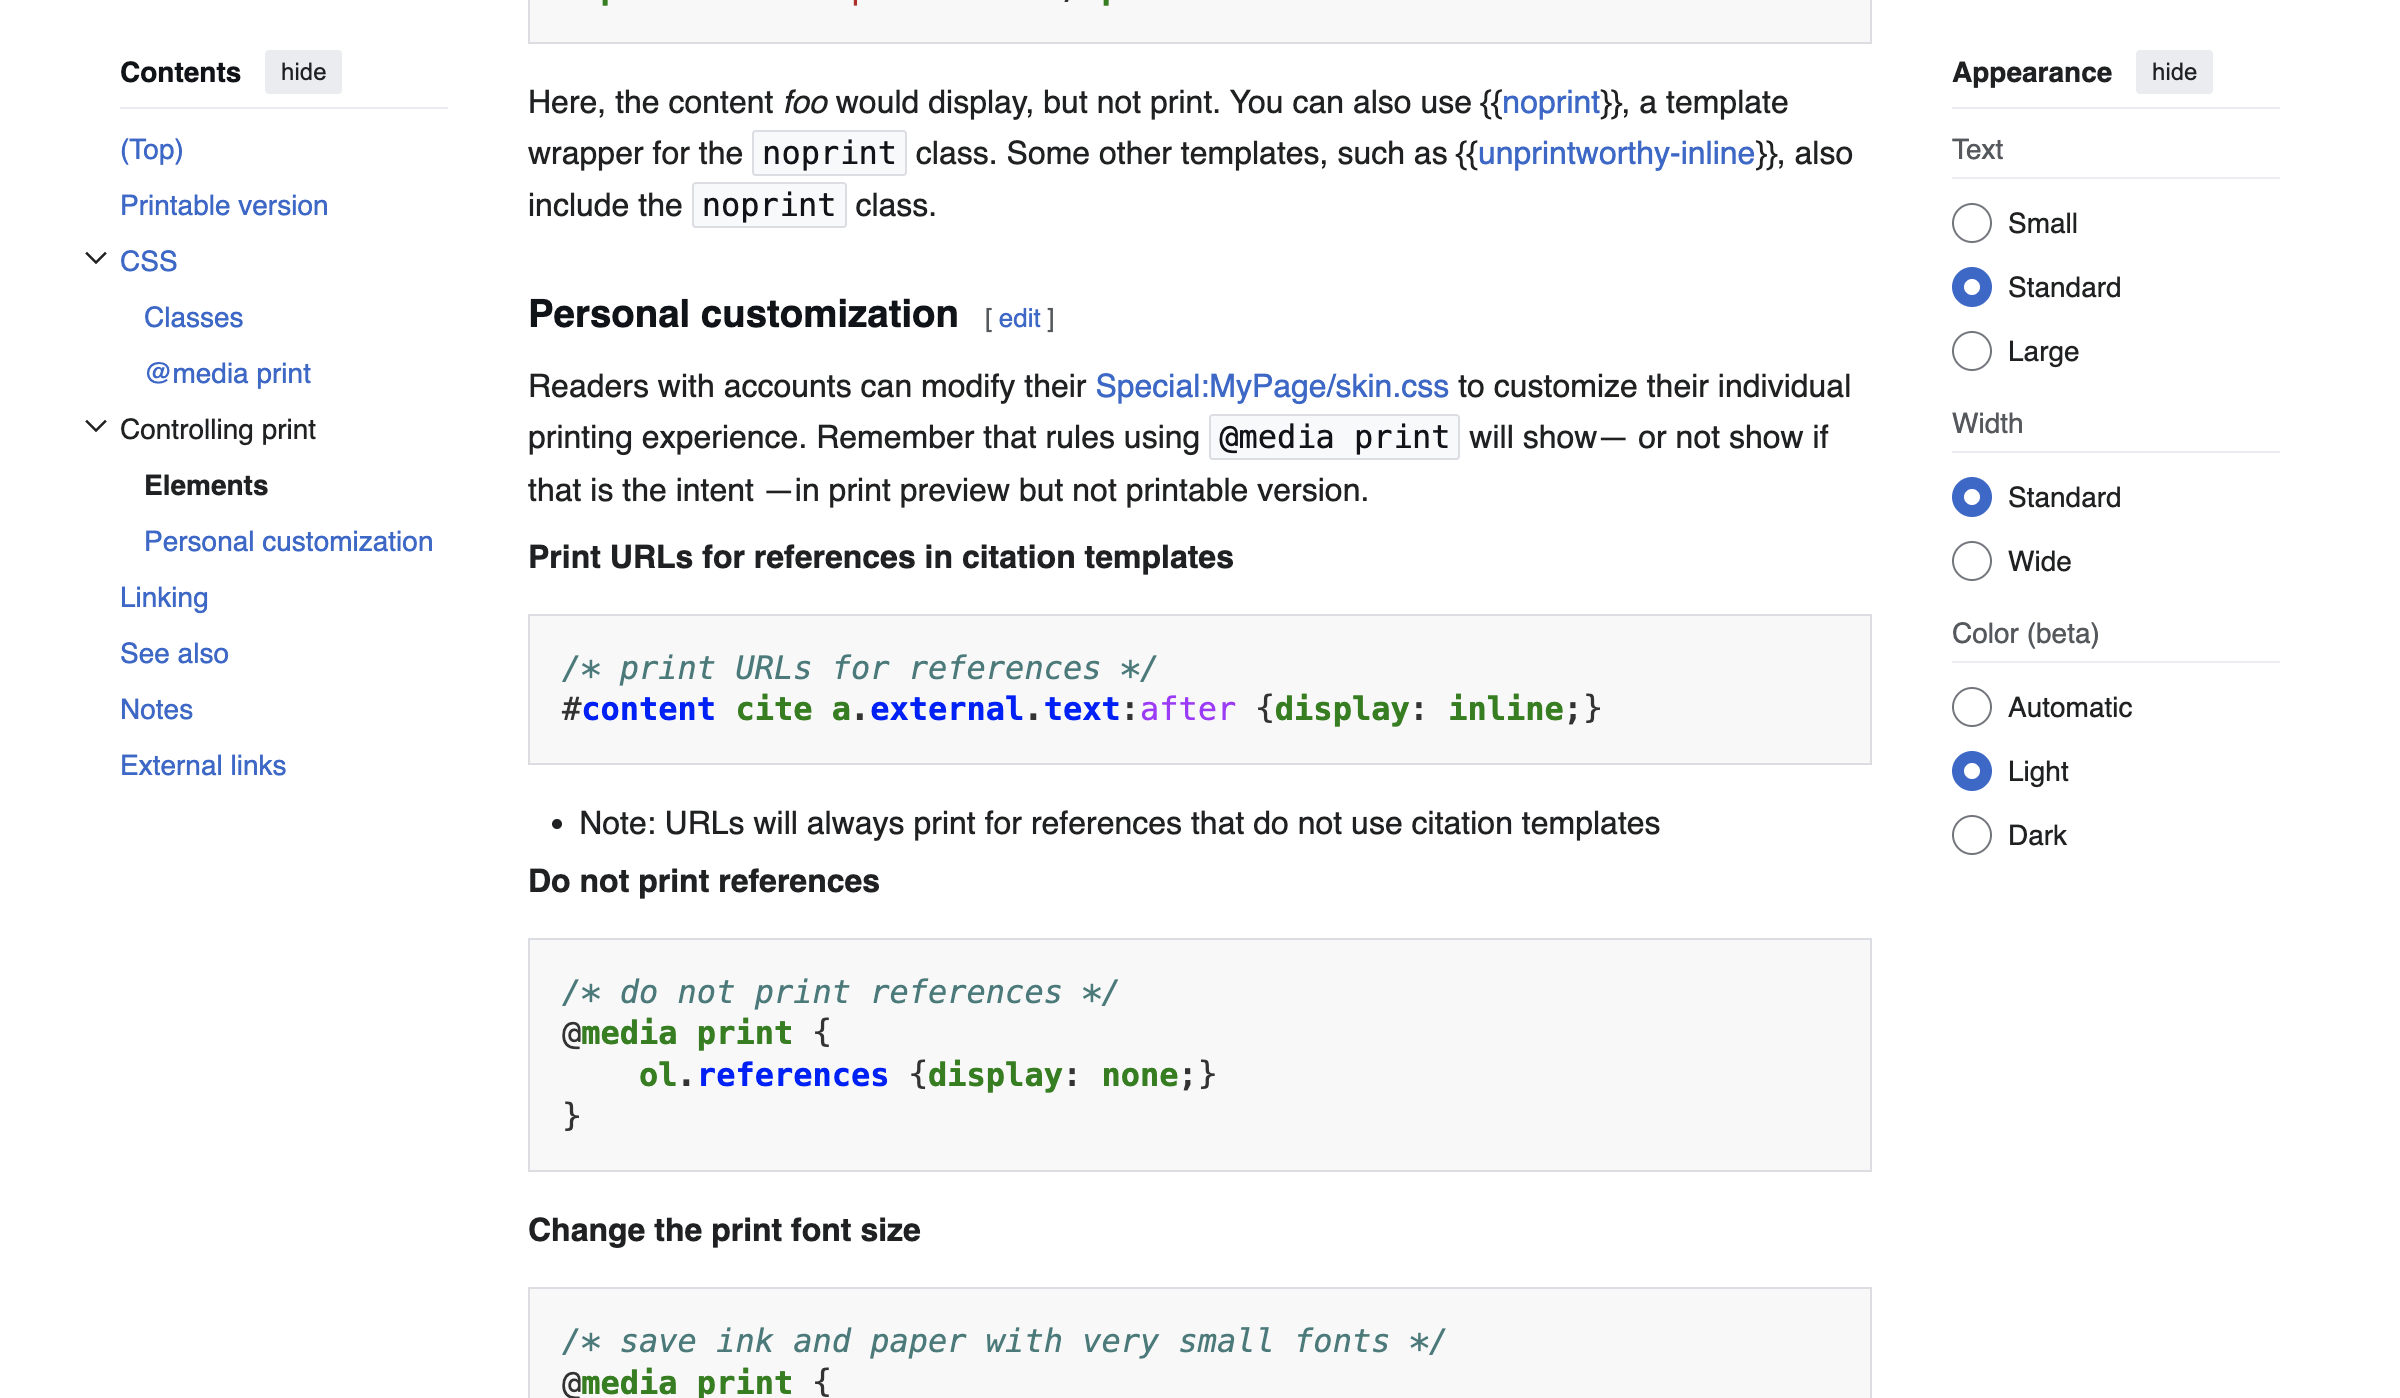 Contents hide
(Top)
Printable version
CSS
Classes
@media print
Controlling print
Elements
Personal customization
Linking
See also
Notes
External links
Here, the content foo would display, but not print. You can also use {{noprint}}, a template
wrapper for the noprint class. Some other templates, such as {{unprintworthy-inline}}, also
include the noprint class.
Personal customization [ edit ]
Readers with accounts can modify their Special:MyPage/skin.css to customize their individual
printing experience. Remember that rules using @media print will show— or not show if
that is the intent —in print preview but not printable version.
Print URLs for references in citation templates
/* print URLs for references */
#content cite a.external.text:after {display: inline;}
• Note: URLs will always print for references that do not use citation templates
Do not print references
/* do not print references */
@media print {
    ol.references {display: none;}
}
Change the print font size
/* save ink and paper with very small fonts */
@media print {
Appearance hide
Text
Small
Standard
Large
Width
Standard
Wide
Color (beta)
Automatic
Light
Dark